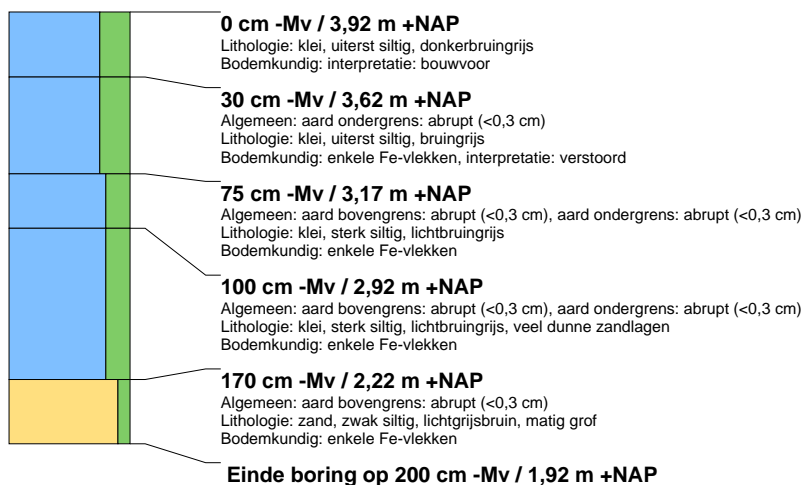 0 cm -Mv / 3,92 m +NAP
Lithologie: klei, uiterst siltig, donkerbruingrijs
Bodemkundig: interpretatie: bouwvoor
30 cm -Mv / 3,62 m +NAP
Algemeen: aard ondergrens: abrupt (<0,3 cm)
Lithologie: klei, uiterst siltig, bruingrijs
Bodemkundig: enkele Fe-vlekken, interpretatie: verstoord
75 cm -Mv / 3,17 m +NAP
Algemeen: aard bovengrens: abrupt (<0,3 cm), aard ondergrens: abrupt (<0,3 cm)
Lithologie: klei, sterk siltig, lichtbruingrijs
Bodemkundig: enkele Fe-vlekken
100 cm -Mv / 2,92 m +NAP
Algemeen: aard bovengrens: abrupt (<0,3 cm), aard ondergrens: abrupt (<0,3 cm)
Lithologie: klei, sterk siltig, lichtbruingrijs, veel dunne zandlagen
Bodemkundig: enkele Fe-vlekken
170 cm -Mv / 2,22 m +NAP
Algemeen: aard bovengrens: abrupt (<0,3 cm)
Lithologie: zand, zwak siltig, lichtgrijsbruin, matig grof
Bodemkundig: enkele Fe-vlekken
Einde boring op 200 cm -Mv / 1,92 m +NAP